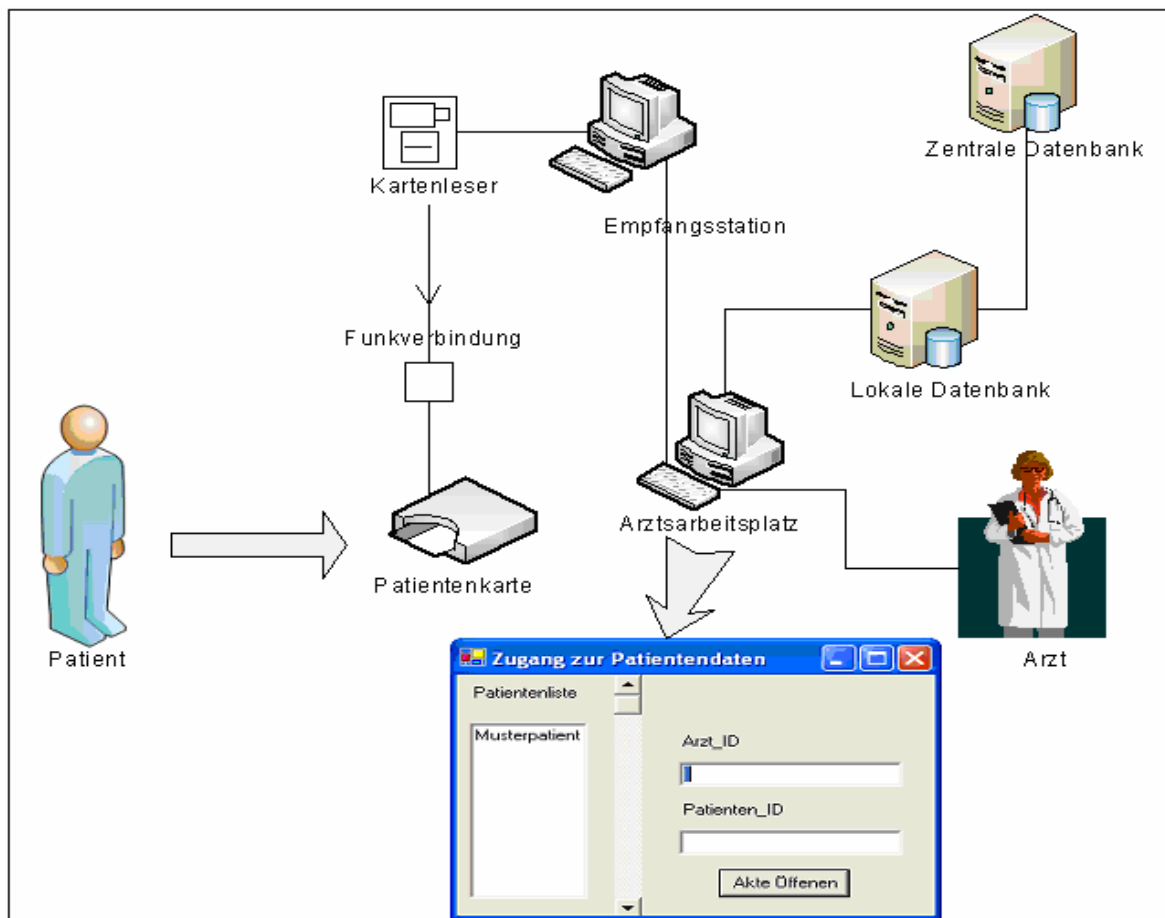 Zentrale Datenbank
Kartenleser
Empfangsstation
Funkverbindung
Lokale Datenbank
Arztsarbeitsplatz
Patientenkarte
Patient
Arzt
Zugang zur Patientendaten
Patientenliste
Musterpatient
Arzt_ID
Patienten_ID
Akte Öffenen